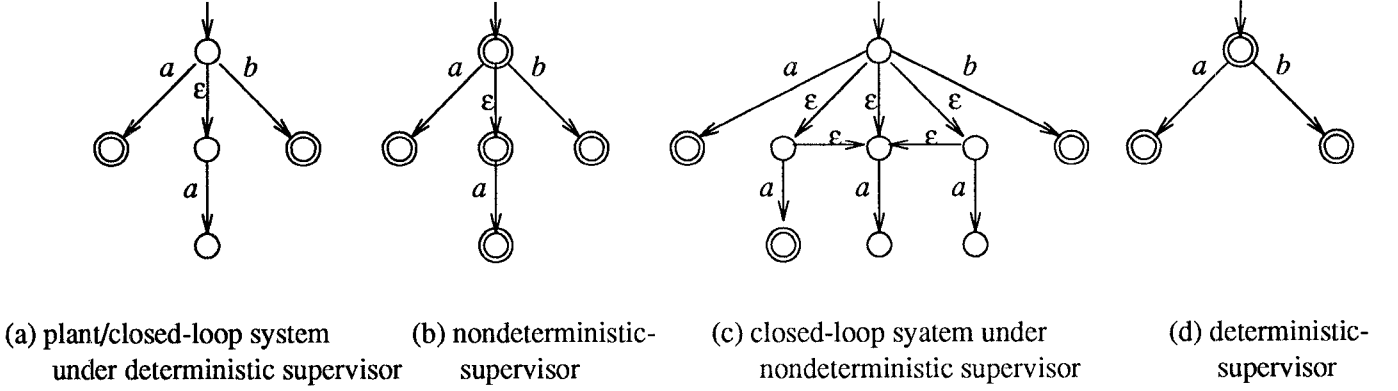 a ε b
a
a ε b
a
a ε ε ε b
ε ε
a a a
a b
(a) plant/closed-loop system
under deterministic supervisor
(b) nondeterministic-
supervisor
(c) closed-loop syatem under
nondeterministic supervisor
(d) deterministic-
supervisor